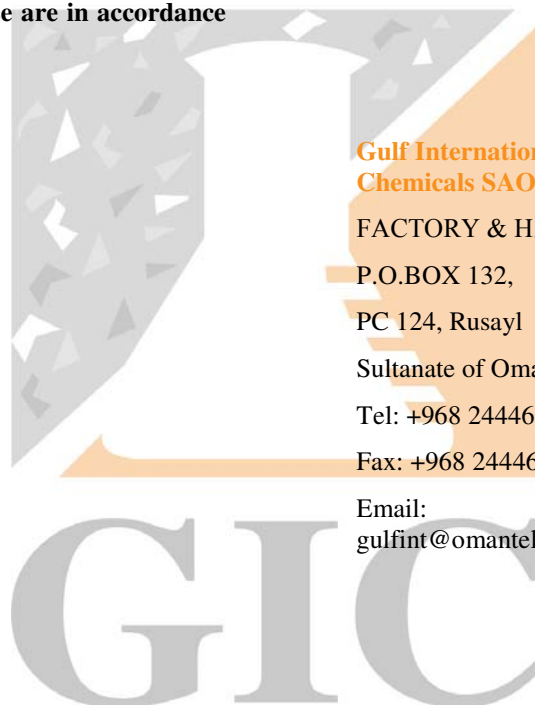 e are in accordance
Gulf Internation
Chemicals SAO
FACTORY & H
P.O.BOX 132,
PC 124, Rusayl
Sultanate of Oma
Tel: +968 24446
Fax: +968 24446
Email:
gulfint@omantel
GIC